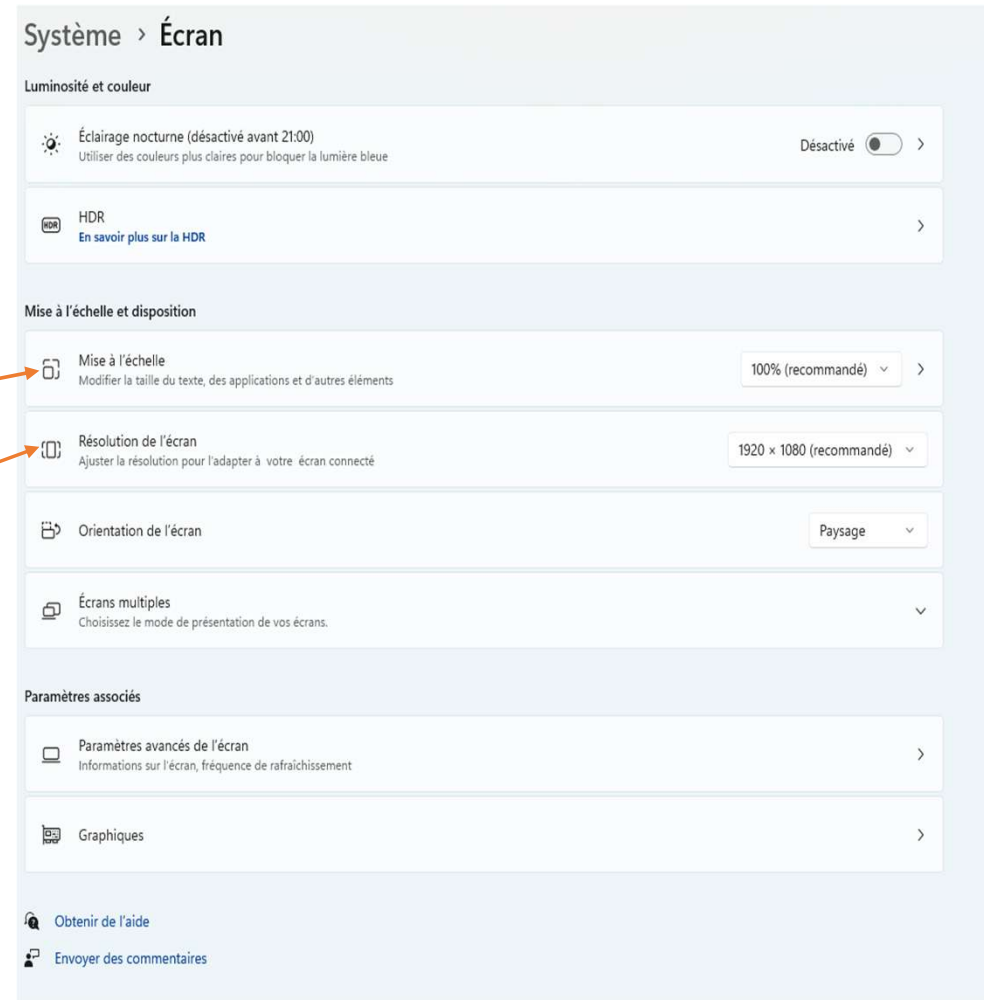 Système > Écran
Luminosité et couleur
Éclairage nocturne (désactivé avant 21:00)
Utiliser des couleurs plus claires pour bloquer la lumière bleue
Désactivé
HDR
HDR
En savoir plus sur la HDR
Mise à l'échelle et disposition
Mise à l'échelle
Modifier la taille du texte, des applications et d'autres éléments
100% (recommandé)
Résolution de l'écran
Ajuster la résolution pour l'adapter à votre écran connecté
1920 × 1080 (recommandé)
Orientation de l'écran
Paysage
Écrans multiples
Choisissez le mode de présentation de vos écrans.
Paramètres associés
Paramètres avancés de l'écran
Informations sur l'écran, fréquence de rafraîchissement
Graphiques
Obtenir de l'aide
Envoyer des commentaires